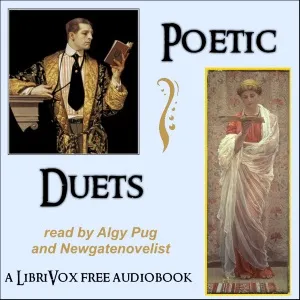 POETIC
DUETS
read by Algy Pug
and Newgatenovelist
A LIBRIVOX FREE AUDIOBOOK